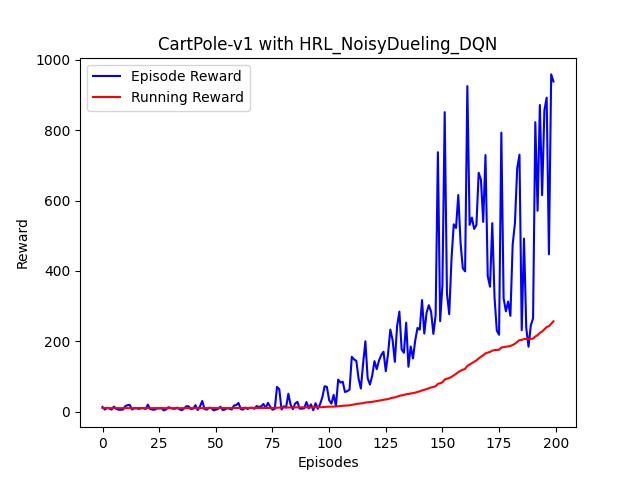 CartPole-v1 with HRL_NoisyDueling_DQN
Episode Reward
Running Reward
1000
800
600
400
200
0
Reward
0 25 50 75 100 125 150 175 200
Episodes